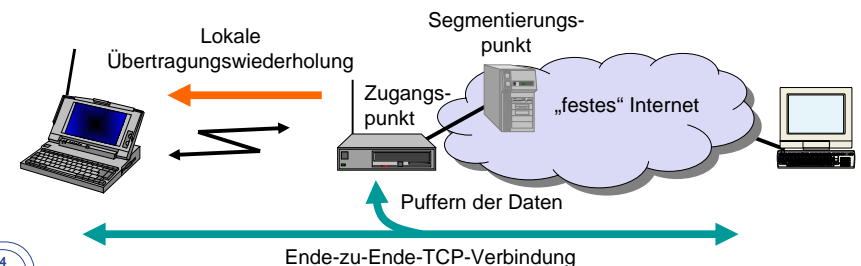 Segmentierungs-
punkt
Lokale
Übertragungswiederholung
Zugangs-
punkt
„festes“ Internet
Puffern der Daten
Ende-zu-Ende-TCP-Verbindung
4